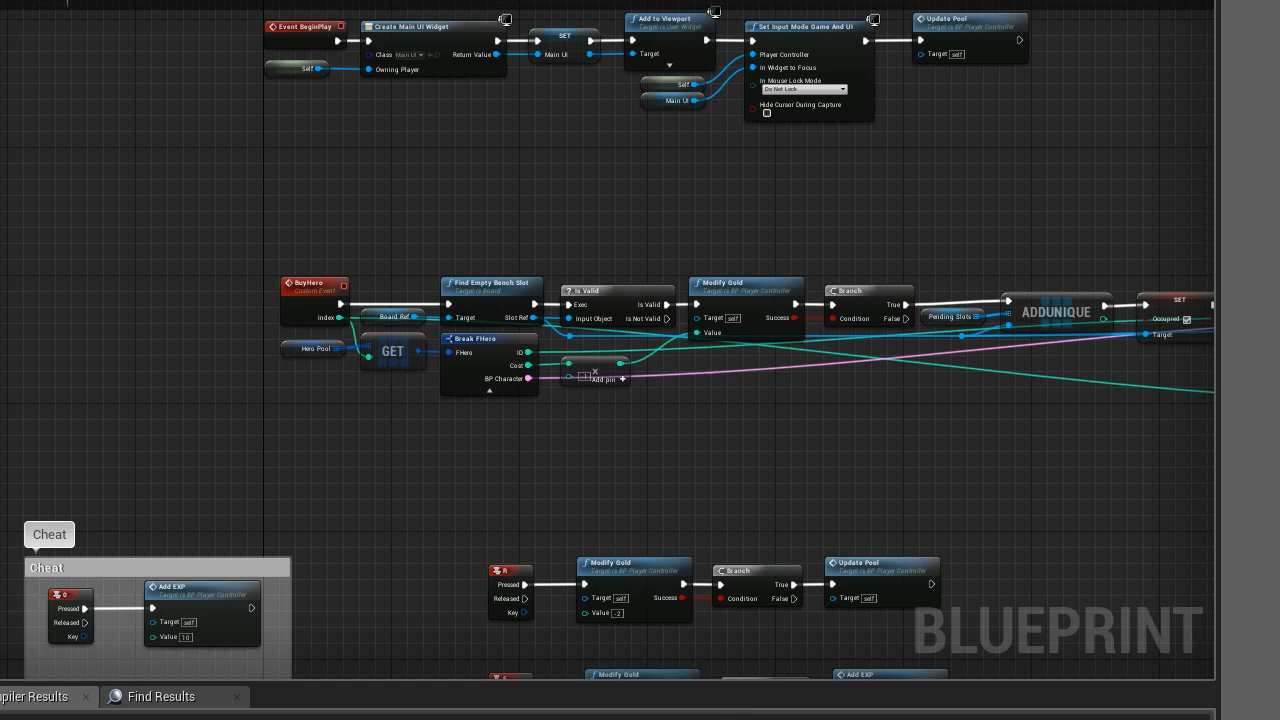 Event BeginPlay
Self
Create Main UI Widget
Class Main UI Return Value
Owning Player
SET
Main UI
Add to Viewport
Target is User Widget
Target
Self
Main UI
Set Input Mode Game And UI
Player Controller
In Widget to Focus
In Mouse Lock Mode
Do Not Lock
Hide Cursor During Capture
Update Pool
Target is BP Player Controller
Target self
BuyHero
Custom Event
Index
Board Ref
Hero Pool
GET
Find Empty Bench Slot
Target is Board
Target Slot Ref
Break FHero
FHero ID
Cost
BP Character
? Is Valid
Exec Is Valid
Input Object Is Not Valid
-1 x Add pin +
Modify Gold
Target is BP Player Controller
Target self Success
Value
Branch
True
Condition False
Pending Slots
ADDUNIQUE
SET
Occupied
Target
Cheat
Cheat
0
Pressed
Released
Key
Add EXP
Target is BP Player Controller
Target self
Value 10
R
Pressed
Released
Key
Modify Gold
Target is BP Player Controller
Target self Success
Value -2
Branch
True
Condition False
Update Pool
Target is BP Player Controller
Target self
BLUEPRINT
Modify Gold
Add EXP
piler Results
Find Results